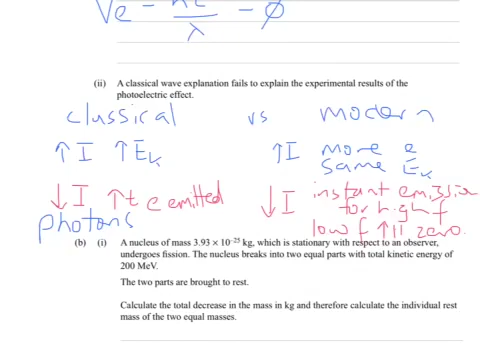 Ve = hc/λ - φ
(ii) A classical wave explanation fails to explain the experimental results of the
photoelectric effect.
classical vs modern
↑ I ↑ Ek ↑ I more e
same Ek
↓ I ↑ t e emitted ↓ I instant emission
for high f
photons low f ↑ I zero.
(b) (i) A nucleus of mass 3.93 × 10⁻²⁵ kg, which is stationary with respect to an observer,
undergoes fission. The nucleus breaks into two equal parts with total kinetic energy of
200 MeV.
The two parts are brought to rest.
Calculate the total decrease in the mass in kg and therefore calculate the individual rest
mass of the two equal masses.